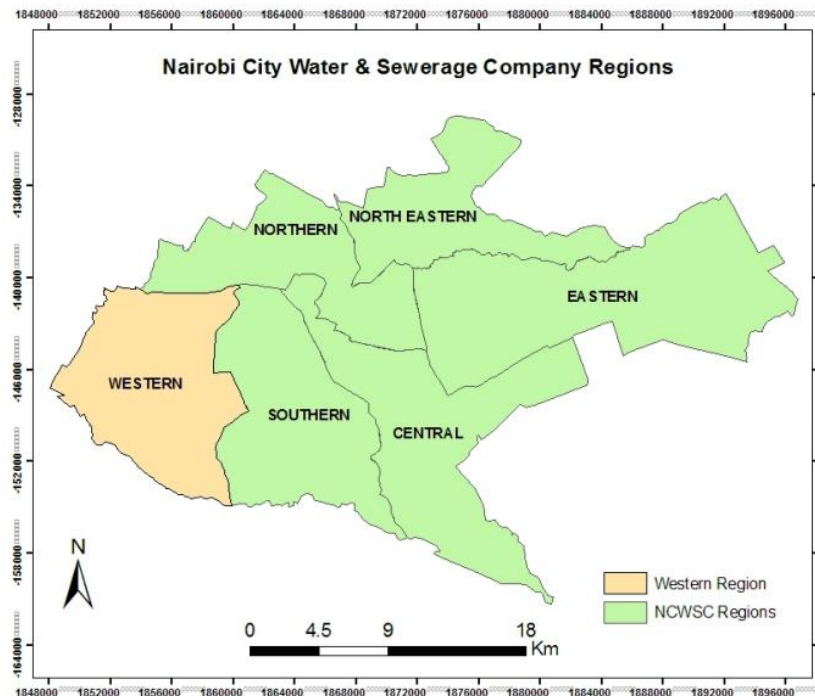 1848000 1852000 1856000 1860000 1864000 1868000 1872000 1876000 1880000 1884000 1888000 1892000 1896000
Nairobi City Water & Sewerage Company Regions
-128000
-134000
NORTH EASTERN
NORTHERN
-140000
EASTERN
-146000
WESTERN
SOUTHERN
CENTRAL
-152000
-158000
N
Western Region
NCWSC Regions
0 4.5 9 18
Km
-164000
1848000 1852000 1856000 1860000 1864000 1868000 1872000 1876000 1880000 1884000 1888000 1892000 1896000